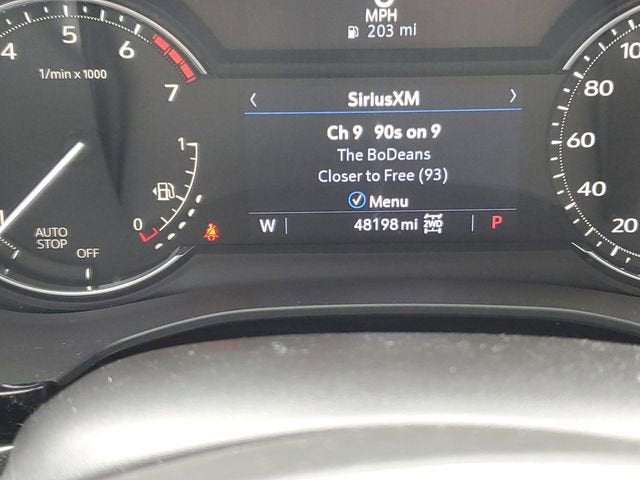 MPH
203 mi
4 5 6 7
1/min x 1000
< SiriusXM >
Ch 9 90s on 9
The BoDeans
Closer to Free (93)
Menu
W 48198 mi 2WD P
1
0
AUTO
STOP
OFF
80
60
40
20